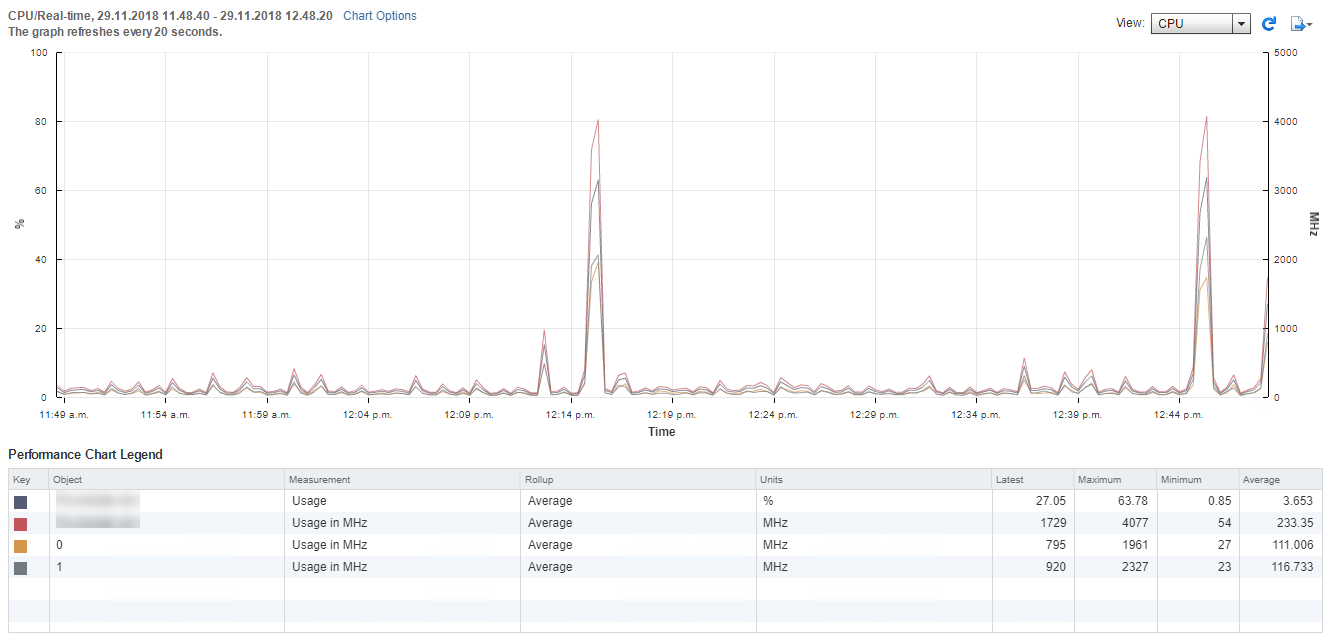 CPU/Real-time, 29.11.2018 11.48.40 - 29.11.2018 12.48.20 Chart Options
The graph refreshes every 20 seconds.
View: CPU
100 5000
80 4000
60 3000
40 2000
20 1000
0 0
%
MHz
11:49 a.m. 11:54 a.m. 11:59 a.m. 12:04 p.m. 12:09 p.m. 12:14 p.m. 12:19 p.m. 12:24 p.m. 12:29 p.m. 12:34 p.m. 12:39 p.m. 12:44 p.m.
Time
Performance Chart Legend
Key Object Measurement Rollup Units Latest Maximum Minimum Average
Usage Average % 27.05 63.78 0.85 3.653
Usage in MHz Average MHz 1729 4077 54 233.35
0 Usage in MHz Average MHz 795 1961 27 111.006
1 Usage in MHz Average MHz 920 2327 23 116.733